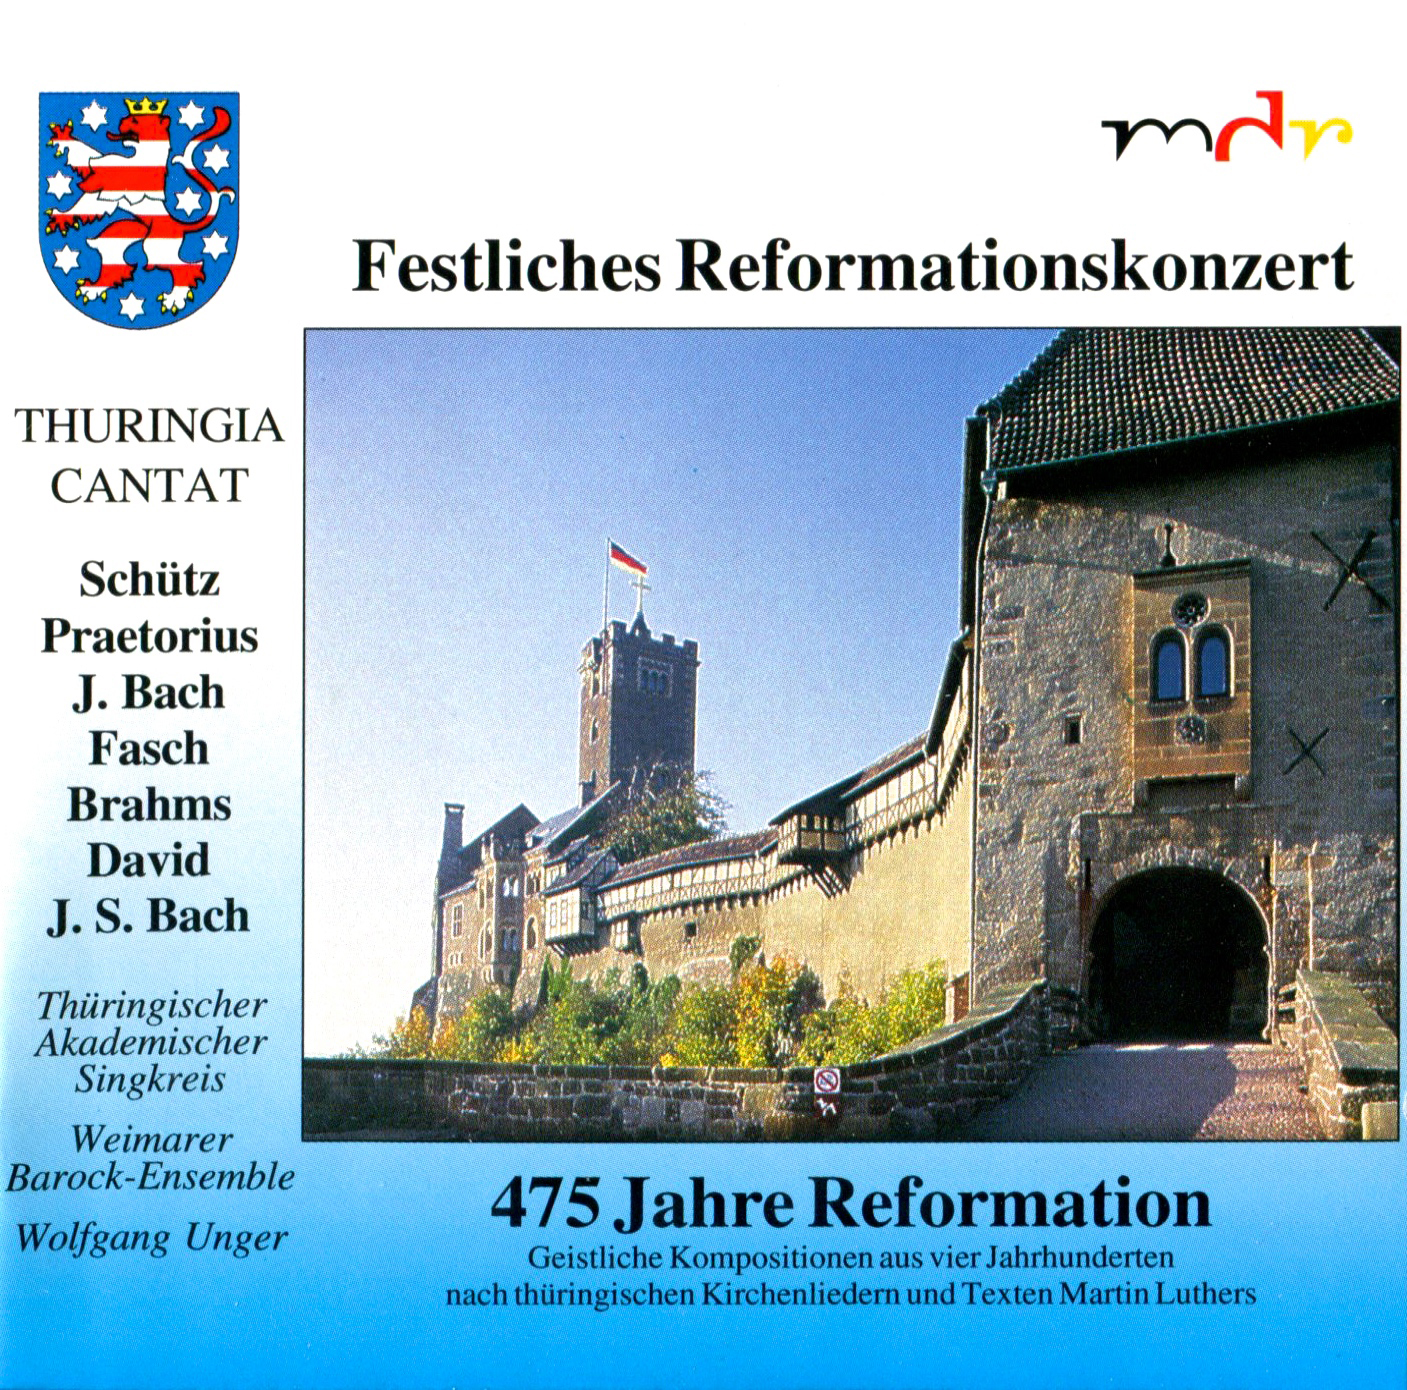 mdr
Festliches Reformationskonzert
THURINGIA
CANTAT
Schütz
Praetorius
J. Bach
Fasch
Brahms
David
J. S. Bach
Thüringischer
Akademischer
Singkreis
Weimarer
Barock-Ensemble
Wolfgang Unger
475 Jahre Reformation
Geistliche Kompositionen aus vier Jahrhunderten
nach thüringischen Kirchenliedern und Texten Martin Luthers